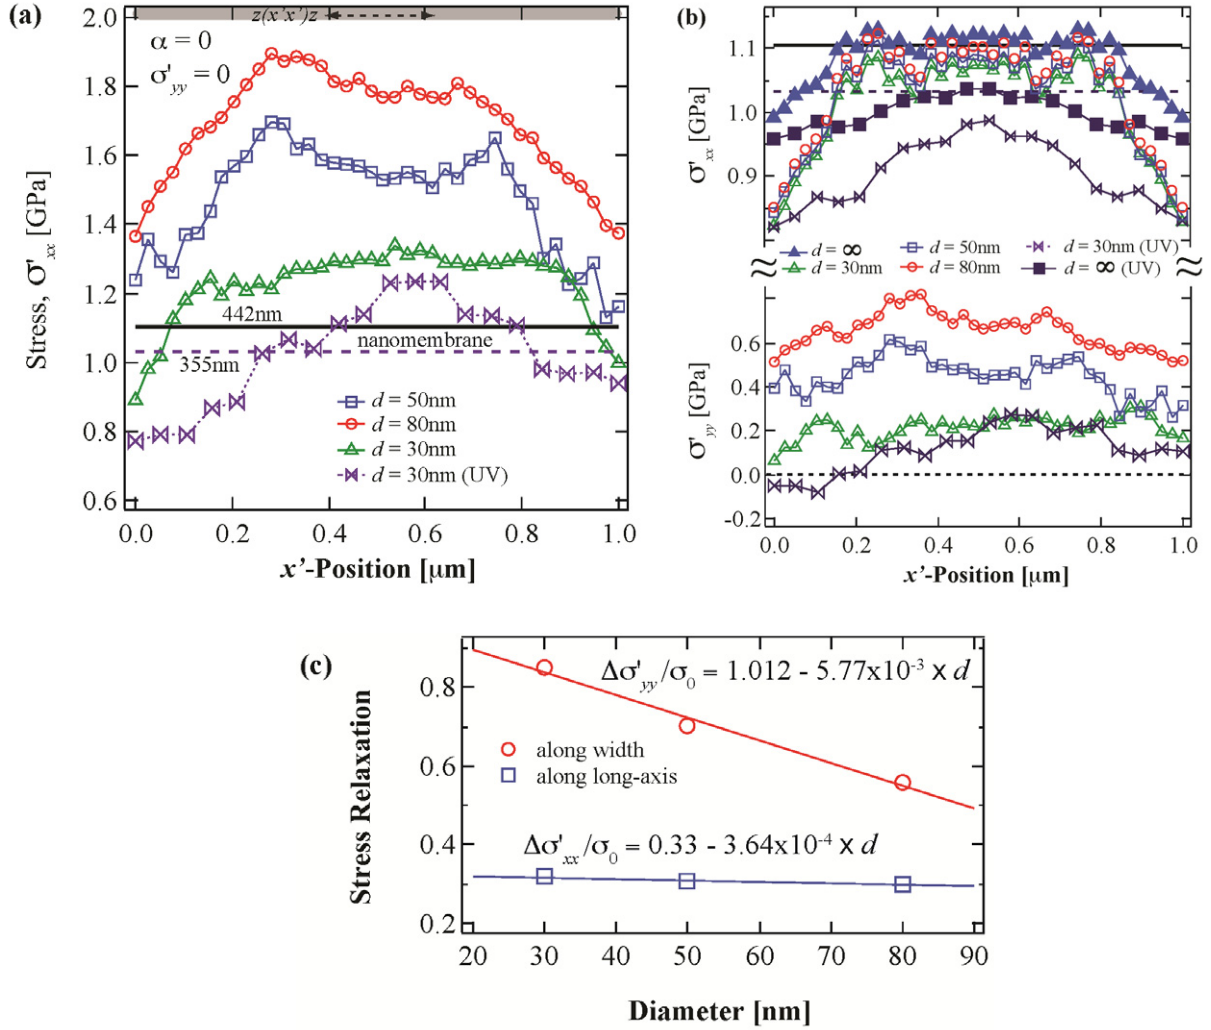 (a)
z(x'x')z
α = 0
σ'yy = 0
2.0
1.8
1.6
1.4
1.2
1.0
0.8
0.6
Stress, σ'xx [GPa]
442nm
nanomembrane
355nm
d = 50nm
d = 80nm
d = 30nm
d = 30nm (UV)
0.0 0.2 0.4 0.6 0.8 1.0
x'-Position [μm]
(b)
1.1
1.0
0.9
σ'xx [GPa]
d = ∞ d = 50nm d = 30nm (UV)
d = 30nm d = 80nm d = ∞ (UV)
≈ ≈
0.6
0.4
0.2
0.0
-0.2
σ'yy [GPa]
0.0 0.2 0.4 0.6 0.8 1.0
x'-Position [μm]
(c)
Δσ'yy/σ0 = 1.012 - 5.77x10-3 x d
0.8
0.6
0.4
0.2
Stress Relaxation
along width
along long-axis
Δσ'xx/σ0 = 0.33 - 3.64x10-4 x d
20 30 40 50 60 70 80 90
Diameter [nm]